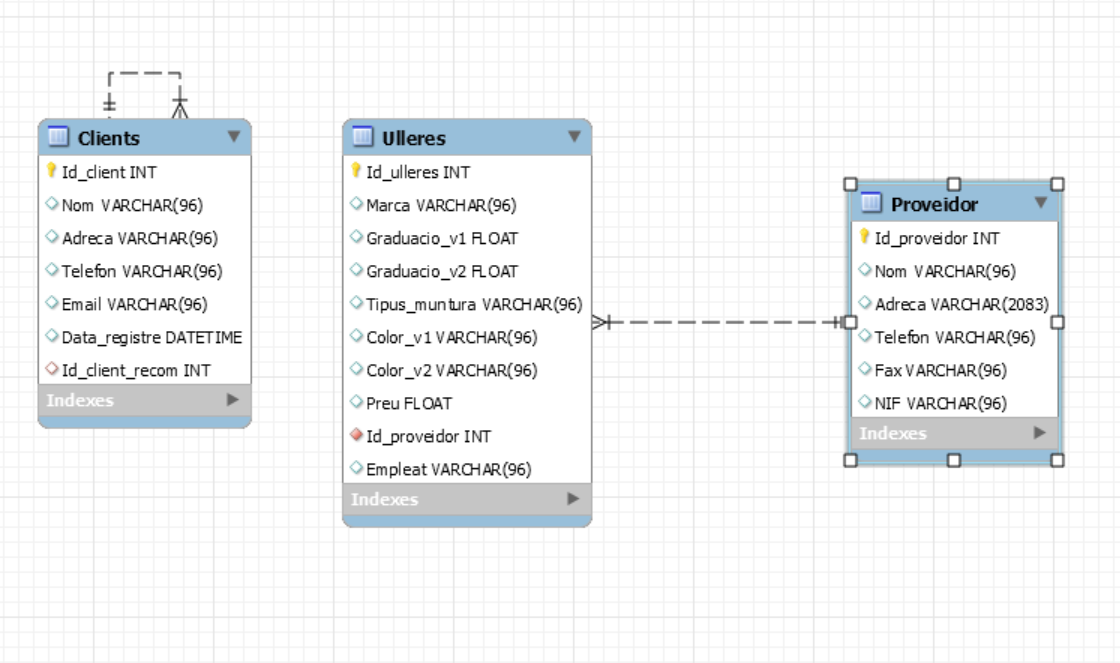 Clients
Id_client INT
Nom VARCHAR(96)
Adreca VARCHAR(96)
Telefon VARCHAR(96)
Email VARCHAR(96)
Data_registre DATETIME
Id_client_recom INT
Indexes
Ulleres
Id_ulleres INT
Marca VARCHAR(96)
Graduacio_v1 FLOAT
Graduacio_v2 FLOAT
Tipus_muntura VARCHAR(96)
Color_v1 VARCHAR(96)
Color_v2 VARCHAR(96)
Preu FLOAT
Id_proveidor INT
Empleat VARCHAR(96)
Indexes
Proveidor
Id_proveidor INT
Nom VARCHAR(96)
Adreca VARCHAR(2083)
Telefon VARCHAR(96)
Fax VARCHAR(96)
NIF VARCHAR(96)
Indexes